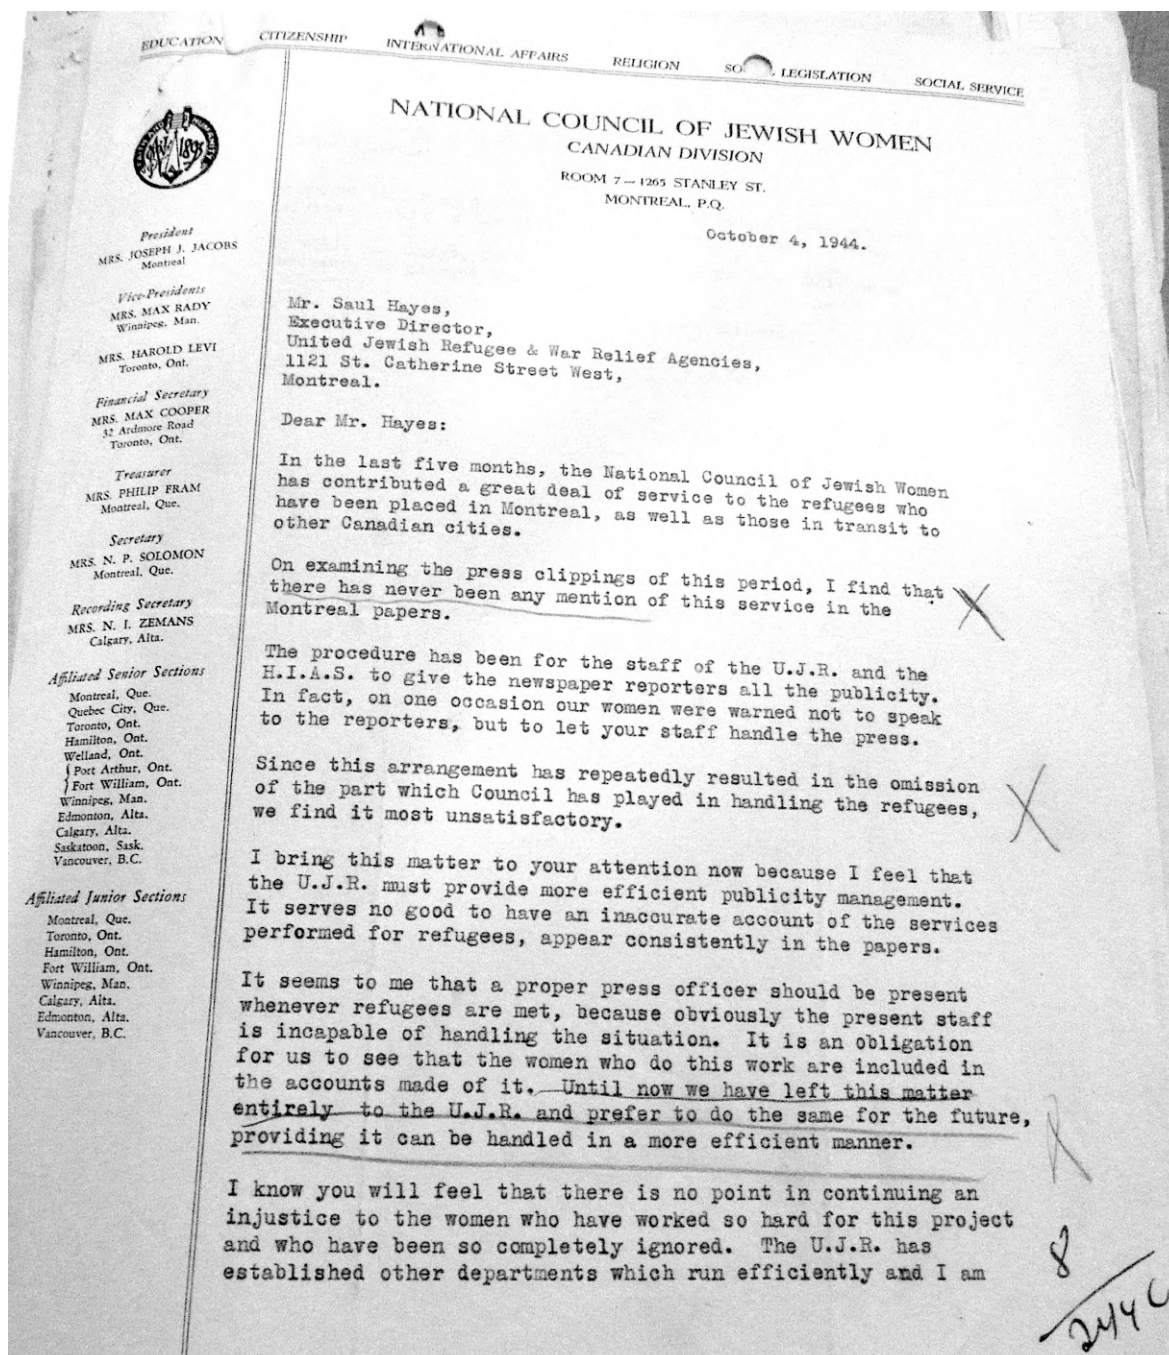 EDUCATION CITIZENSHIP INTERNATIONAL AFFAIRS RELIGION SO LEGISLATION SOCIAL SERVICE
NATIONAL COUNCIL OF JEWISH WOMEN
CANADIAN DIVISION
ROOM 7 — 1265 STANLEY ST.
MONTREAL, P.Q.
October 4, 1944.
1893
President
MRS. JOSEPH J. JACOBS
Montreal
Vice-Presidents
MRS. MAX RADY
Winnipeg, Man.
MRS. HAROLD LEVI
Toronto, Ont.
Financial Secretary
MRS. MAX COOPER
32 Ardmore Road
Toronto, Ont.
Treasurer
MRS. PHILIP FRAM
Montreal, Que.
Secretary
MRS. N. P. SOLOMON
Montreal, Que.
Recording Secretary
MRS. N. I. ZEMANS
Calgary, Alta.
Affiliated Senior Sections
Montreal, Que.
Quebec City, Que.
Toronto, Ont.
Hamilton, Ont.
Welland, Ont.
Port Arthur, Ont.
Fort William, Ont.
Winnipeg, Man.
Edmonton, Alta.
Calgary, Alta.
Saskatoon, Sask.
Vancouver, B.C.
Affiliated Junior Sections
Montreal, Que.
Toronto, Ont.
Hamilton, Ont.
Fort William, Ont.
Winnipeg, Man.
Calgary, Alta.
Edmonton, Alta.
Vancouver, B.C.
Mr. Saul Hayes,
Executive Director,
United Jewish Refugee & War Relief Agencies,
1121 St. Catherine Street West,
Montreal.
Dear Mr. Hayes:
In the last five months, the National Council of Jewish Women
has contributed a great deal of service to the refugees who
have been placed in Montreal, as well as those in transit to
other Canadian cities.
On examining the press clippings of this period, I find that
there has never been any mention of this service in the
Montreal papers.
The procedure has been for the staff of the U.J.R. and the
H.I.A.S. to give the newspaper reporters all the publicity.
In fact, on one occasion our women were warned not to speak
to the reporters, but to let your staff handle the press.
Since this arrangement has repeatedly resulted in the omission
of the part which Council has played in handling the refugees,
we find it most unsatisfactory.
I bring this matter to your attention now because I feel that
the U.J.R. must provide more efficient publicity management.
It serves no good to have an inaccurate account of the services
performed for refugees, appear consistently in the papers.
It seems to me that a proper press officer should be present
whenever refugees are met, because obviously the present staff
is incapable of handling the situation. It is an obligation
for us to see that the women who do this work are included in
the accounts made of it. Until now we have left this matter
entirely to the U.J.R. and prefer to do the same for the future,
providing it can be handled in a more efficient manner.
I know you will feel that there is no point in continuing an
injustice to the women who have worked so hard for this project
and who have been so completely ignored. The U.J.R. has
established other departments which run efficiently and I am
8
244C